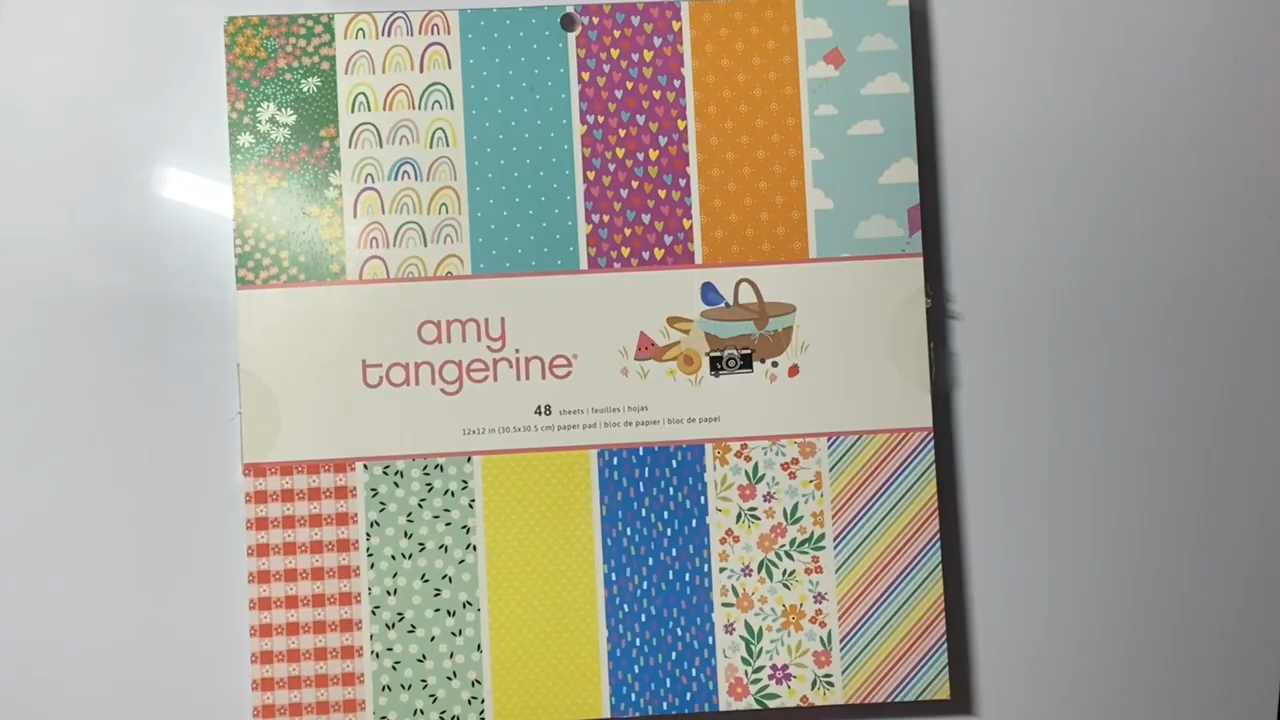 amy
tangerine®
48 sheets | feuilles | hojas
12x12 in (30.5x30.5 cm) paper pad | bloc de papier | bloc de papel